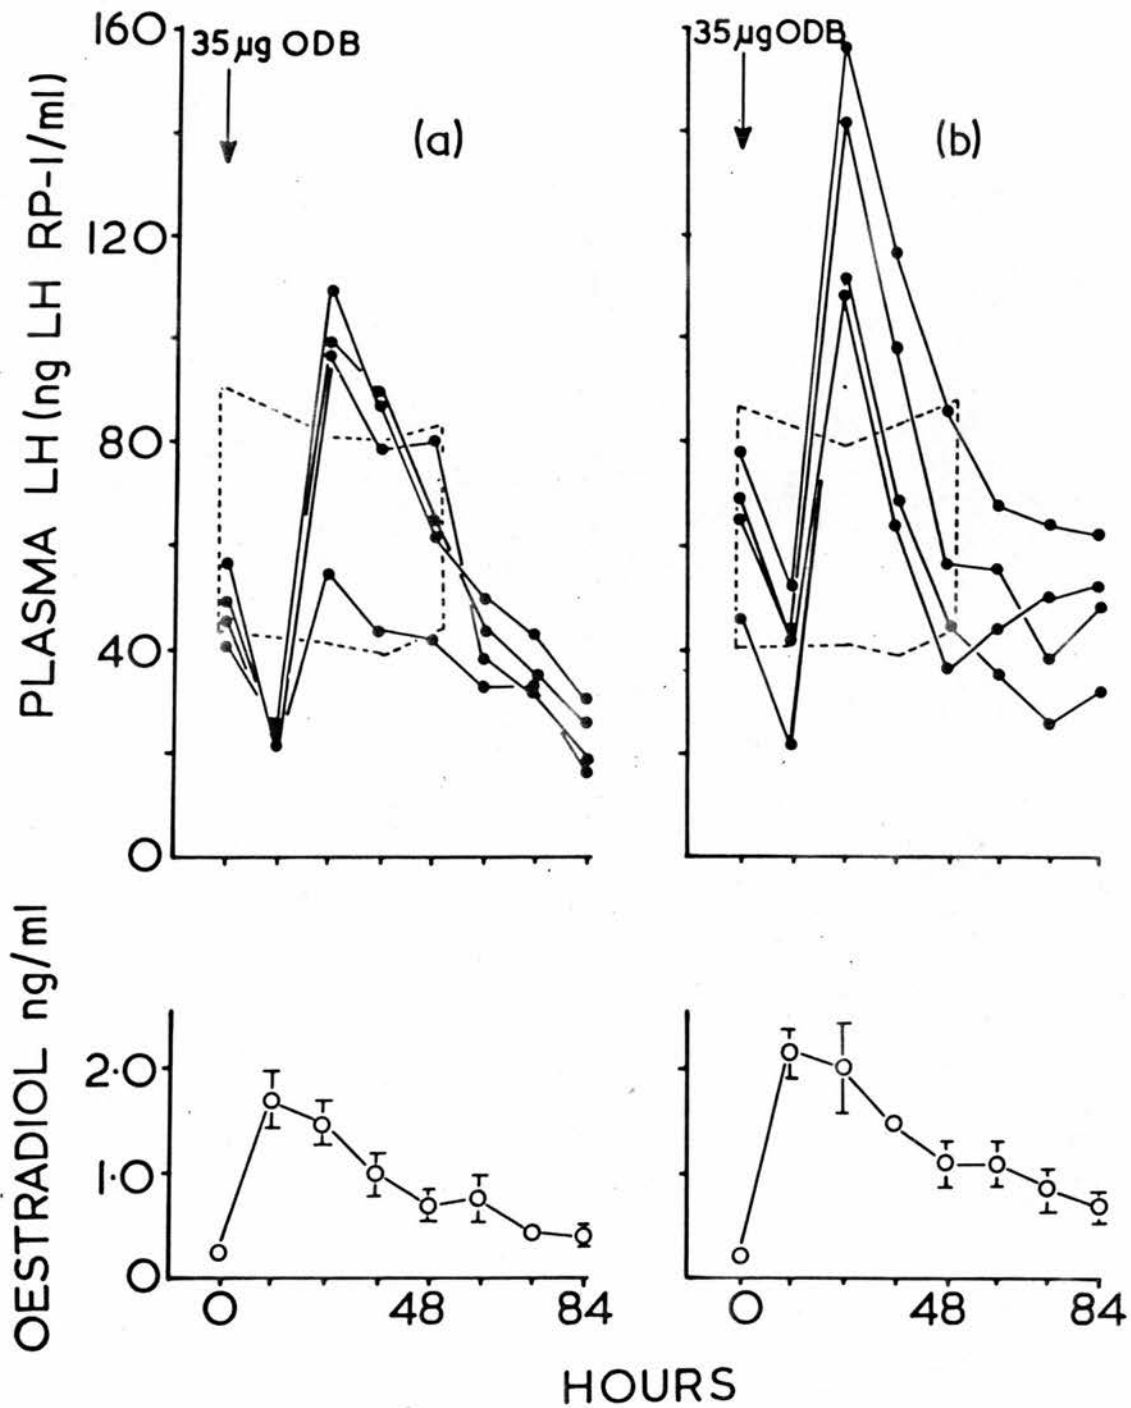 160
35 µg ODB
35 µg ODB
(a)
(b)
120
80
40
0
PLASMA LH (ng LH RP-1/ml)
2·0
1·0
0
OESTRADIOL ng/ml
0 48 84
0 48 84
HOURS